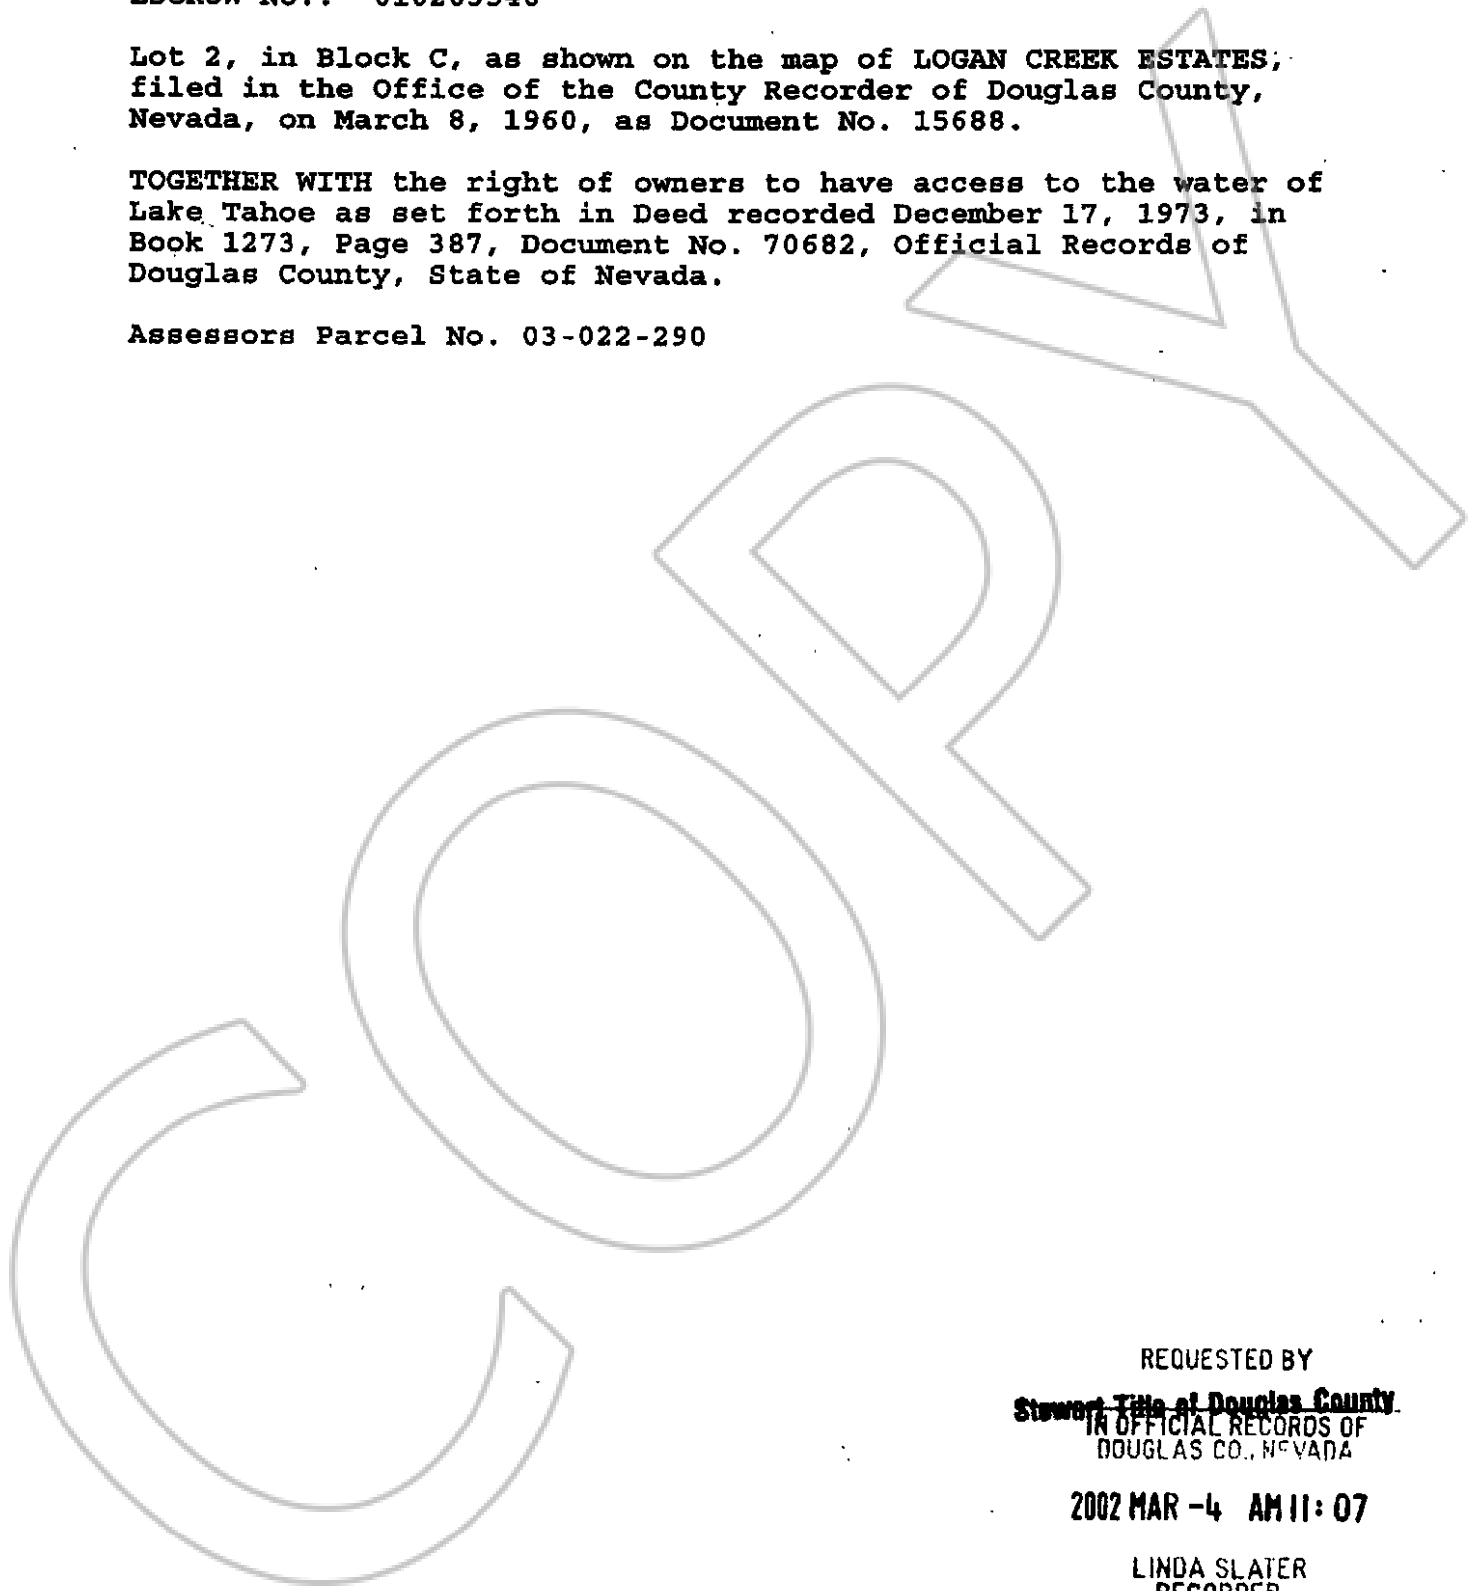 Lot 2, in Block C, as shown on the map of LOGAN CREEK ESTATES,
filed in the Office of the County Recorder of Douglas County,
Nevada, on March 8, 1960, as Document No. 15688.
TOGETHER WITH the right of owners to have access to the water of
Lake Tahoe as set forth in Deed recorded December 17, 1973, in
Book 1273, Page 387, Document No. 70682, Official Records of
Douglas County, State of Nevada.
Assessors Parcel No. 03-022-290
COPY
REQUESTED BY
Stewart Title of Douglas County
IN OFFICIAL RECORDS OF
DOUGLAS CO., NEVADA
2002 MAR -4 AM 11: 07
LINDA SLATER
RECORDER